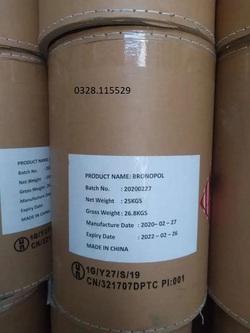 0328.115529
PRODUCT NAME: BRONOPOL
Batch No. : 20200227
Net Weight : 25KGS
Gross Weight : 26.8KGS
Manufacture Date : 2020- 02 - 27
Expiry Date : 2022 - 02 - 26
MADE IN CHINA
1G/Y27/S/19
CN/321707DPTC PI:001